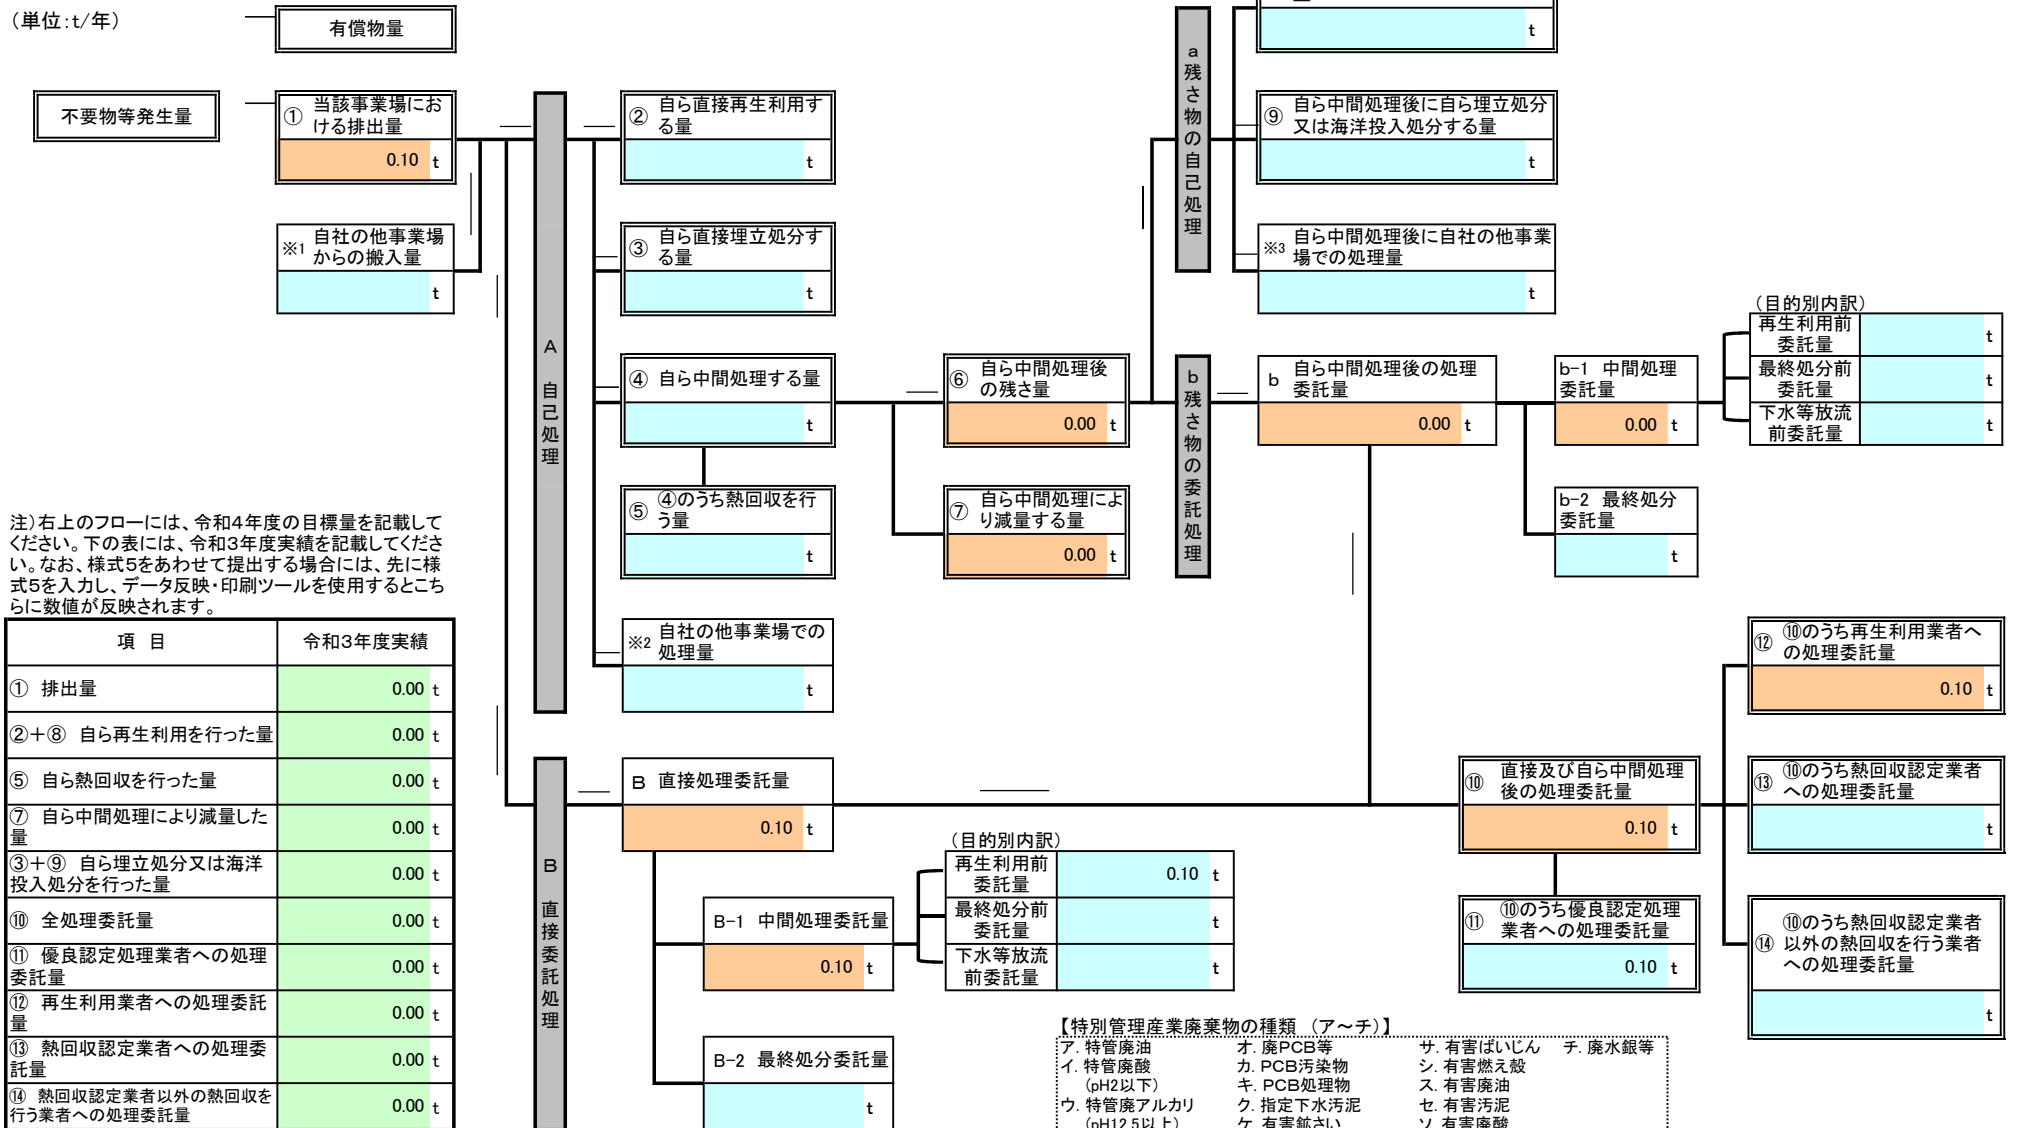 (単位:t/年)
有償物量
不要物等発生量
① 当該事業場にお
ける排出量
0.10 t
※1 自社の他事業場
からの搬入量
t
A 自己処理
② 自ら直接再生利用す
る量
t
③ 自ら直接埋立処分す
る量
t
④ 自ら中間処理する量
t
⑤ ④のうち熱回収を行
う量
t
※2 自社の他事業場での
処理量
t
⑥ 自ら中間処理後
の残さ量
0.00 t
⑦ 自ら中間処理によ
り減量する量
0.00 t
a 残さ物の自己処理
t
⑨ 自ら中間処理後に自ら埋立処分
又は海洋投入処分する量
t
※3 自ら中間処理後に自社の他事業
場での処理量
t
b 残さ物の委託処理
b 自ら中間処理後の処理
委託量
0.00 t
b-1 中間処理
委託量
0.00 t
b-2 最終処分
委託量
t
(目的別内訳)
再生利用前
委託量
t
最終処分前
委託量
t
下水等放流
前委託量
t
注)右上のフローには、令和4年度の目標量を記載して
ください。下の表には、令和3年度実績を記載してくださ
い。なお、様式5をあわせて提出する場合には、先に様
式5を入力し、データ反映・印刷ツールを使用するとこち
らに数値が反映されます。
項 目 令和3年度実績
① 排出量 0.00 t
②+⑧ 自ら再生利用を行った量 0.00 t
⑤ 自ら熱回収を行った量 0.00 t
⑦ 自ら中間処理により減量した
量 0.00 t
③+⑨ 自ら埋立処分又は海洋
投入処分を行った量 0.00 t
⑩ 全処理委託量 0.00 t
⑪ 優良認定処理業者への処理
委託量 0.00 t
⑫ 再生利用業者への処理委託
量 0.00 t
⑬ 熱回収認定業者への処理委
託量 0.00 t
⑭ 熱回収認定業者以外の熱回収を
行う業者への処理委託量 0.00 t
B 直接委託処理
B 直接処理委託量
0.10 t
B-1 中間処理委託量
0.10 t
B-2 最終処分委託量
t
(目的別内訳)
再生利用前
委託量
0.10 t
最終処分前
委託量
t
下水等放流
前委託量
t
⑩ 直接及び自ら中間処理
後の処理委託量
0.10 t
⑪ ⑩のうち優良認定処理
業者への処理委託量
0.10 t
⑫ ⑩のうち再生利用業者へ
の処理委託量
0.10 t
⑬ ⑩のうち熱回収認定業者
への処理委託量
t
⑭ ⑩のうち熱回収認定業者
以外の熱回収を行う業者
への処理委託量
t
【特別管理産業廃棄物の種類 (ア~チ)】
ア. 特管廃油 オ. 廃PCB等 サ. 有害ばいじん チ. 廃水銀等
イ. 特管廃酸 カ. PCB汚染物 シ. 有害燃え殻
(pH2以下) キ. PCB処理物 ス. 有害廃油
ウ. 特管廃アルカリ ク. 指定下水汚泥 セ. 有害汚泥
(pH12.5以上) ケ. 有害鉱さい ソ. 有害廃酸